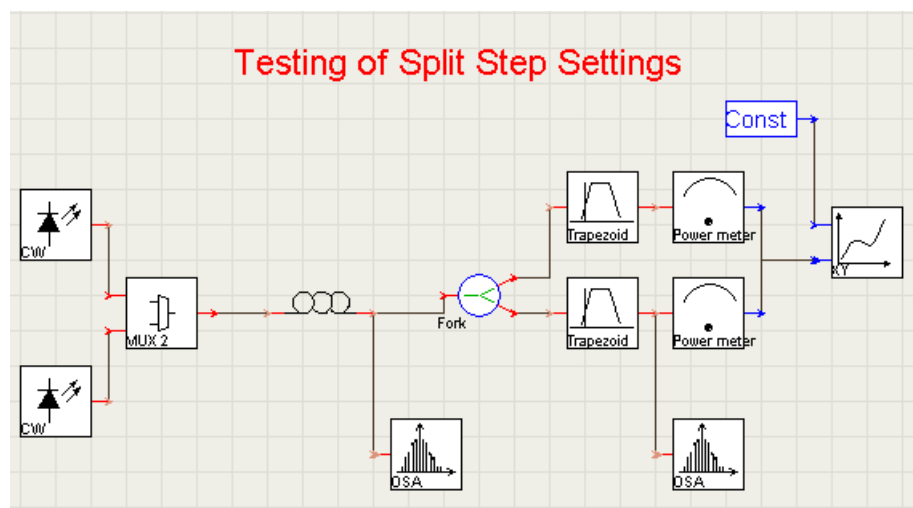 Testing of Split Step Settings
Const
Trapezoid
Power meter
CW
XY
MUX 2
Fork
Trapezoid
Power meter
CW
OSA
OSA